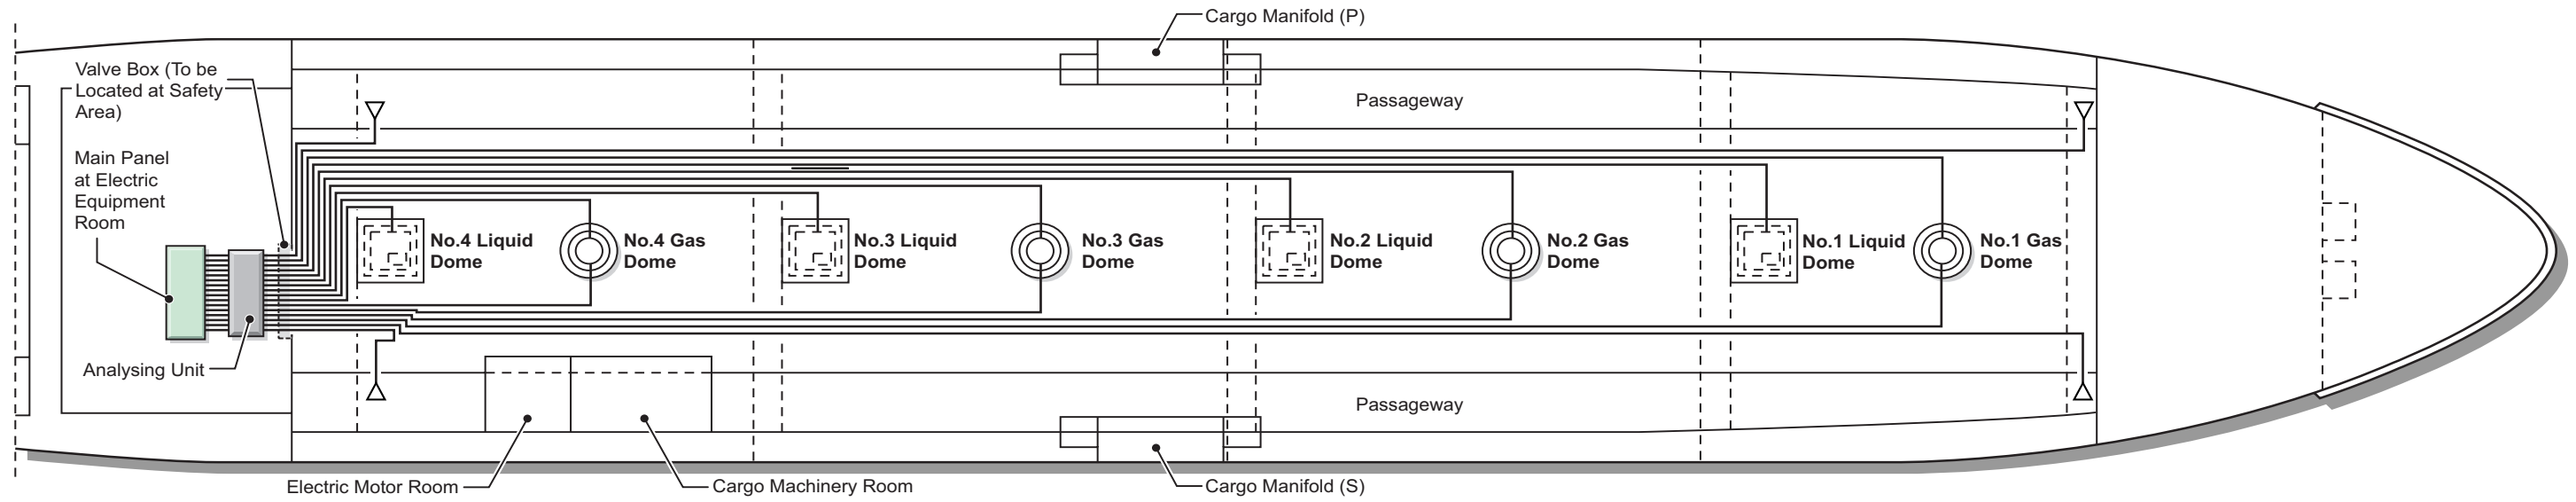 Cargo Manifold (P)
Valve Box (To be
Located at Safety
Area)
Passageway
Main Panel
at Electric
Equipment
Room
No.4 Liquid
Dome
No.4 Gas
Dome
No.3 Liquid
Dome
No.3 Gas
Dome
No.2 Liquid
Dome
No.2 Gas
Dome
No.1 Liquid
Dome
No.1 Gas
Dome
Analysing Unit
Passageway
Electric Motor Room
Cargo Machinery Room
Cargo Manifold (S)